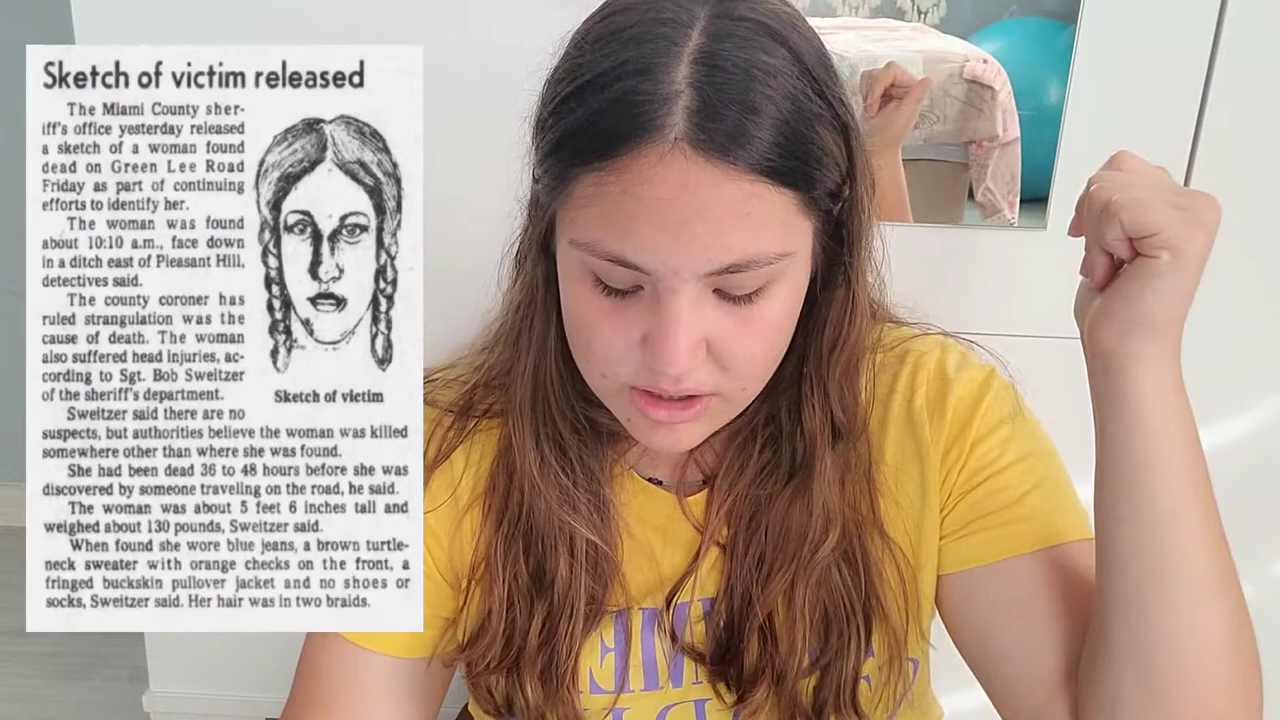 Sketch of victim released
The Miami County sher-
iff's office yesterday released
a sketch of a woman found
dead on Green Lee Road
Friday as part of continuing
efforts to identify her.
The woman was found
about 10:10 a.m., face down
in a ditch east of Pleasant Hill,
detectives said.
The county coroner has
ruled strangulation was the
cause of death. The woman
also suffered head injuries, ac-
cording to Sgt. Bob Sweitzer
of the sheriff's department.
Sketch of victim
Sweitzer said there are no
suspects, but authorities believe the woman was killed
somewhere other than where she was found.
She had been dead 36 to 48 hours before she was
discovered by someone traveling on the road, he said.
The woman was about 5 feet 6 inches tall and
weighed about 130 pounds, Sweitzer said.
When found she wore blue jeans, a brown turtle-
neck sweater with orange checks on the front, a
fringed buckskin pullover jacket and no shoes or
socks, Sweitzer said. Her hair was in two braids.